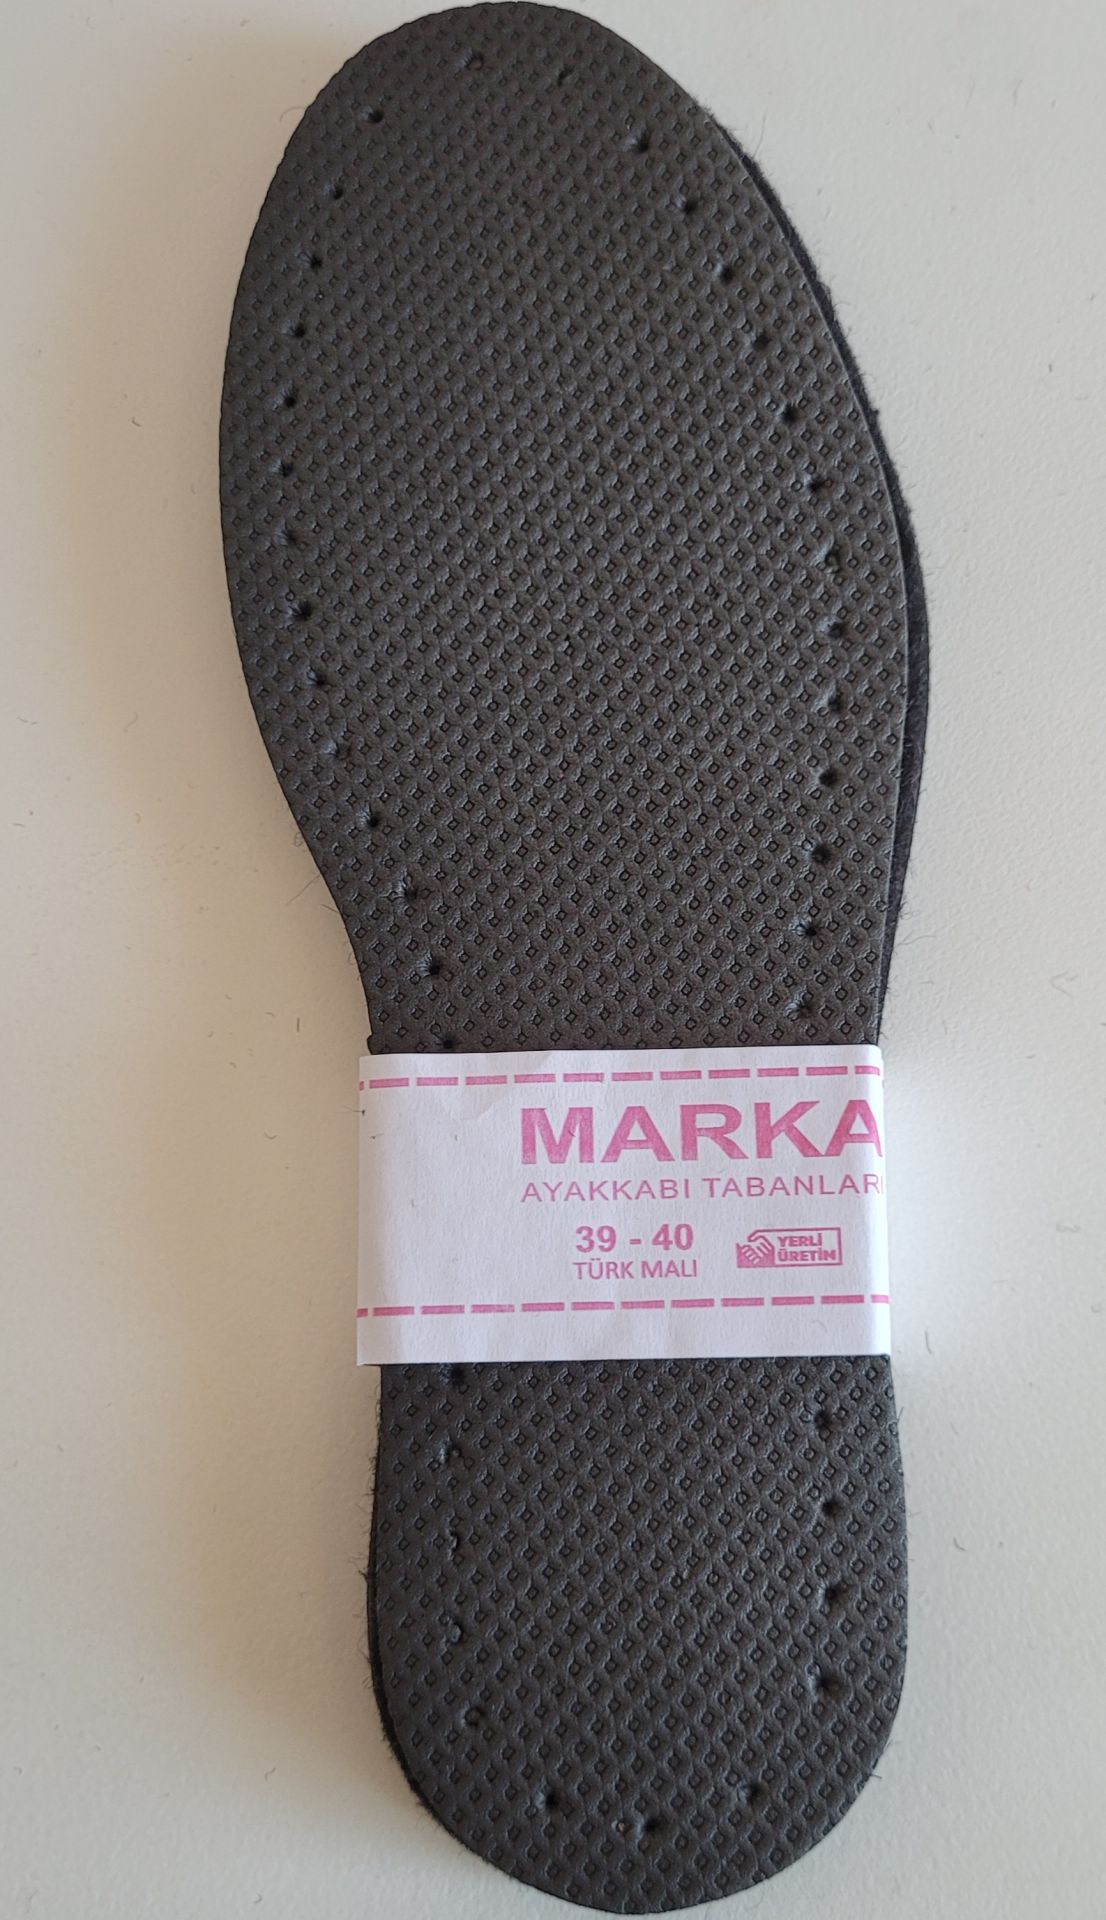 MARKA
AYAKKABI TABANLARI
39 - 40
TÜRK MALI
YERLİ
ÜRETİM